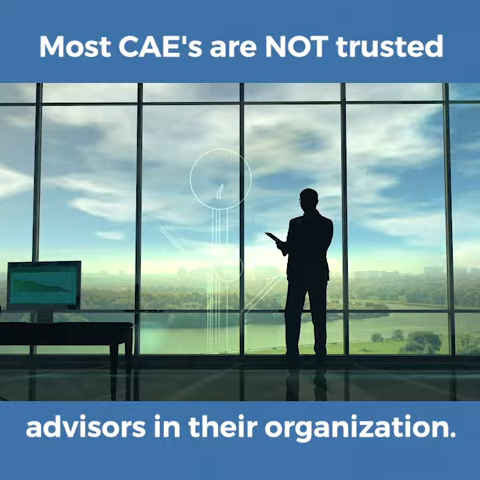 Most CAE's are NOT trusted
advisors in their organization.